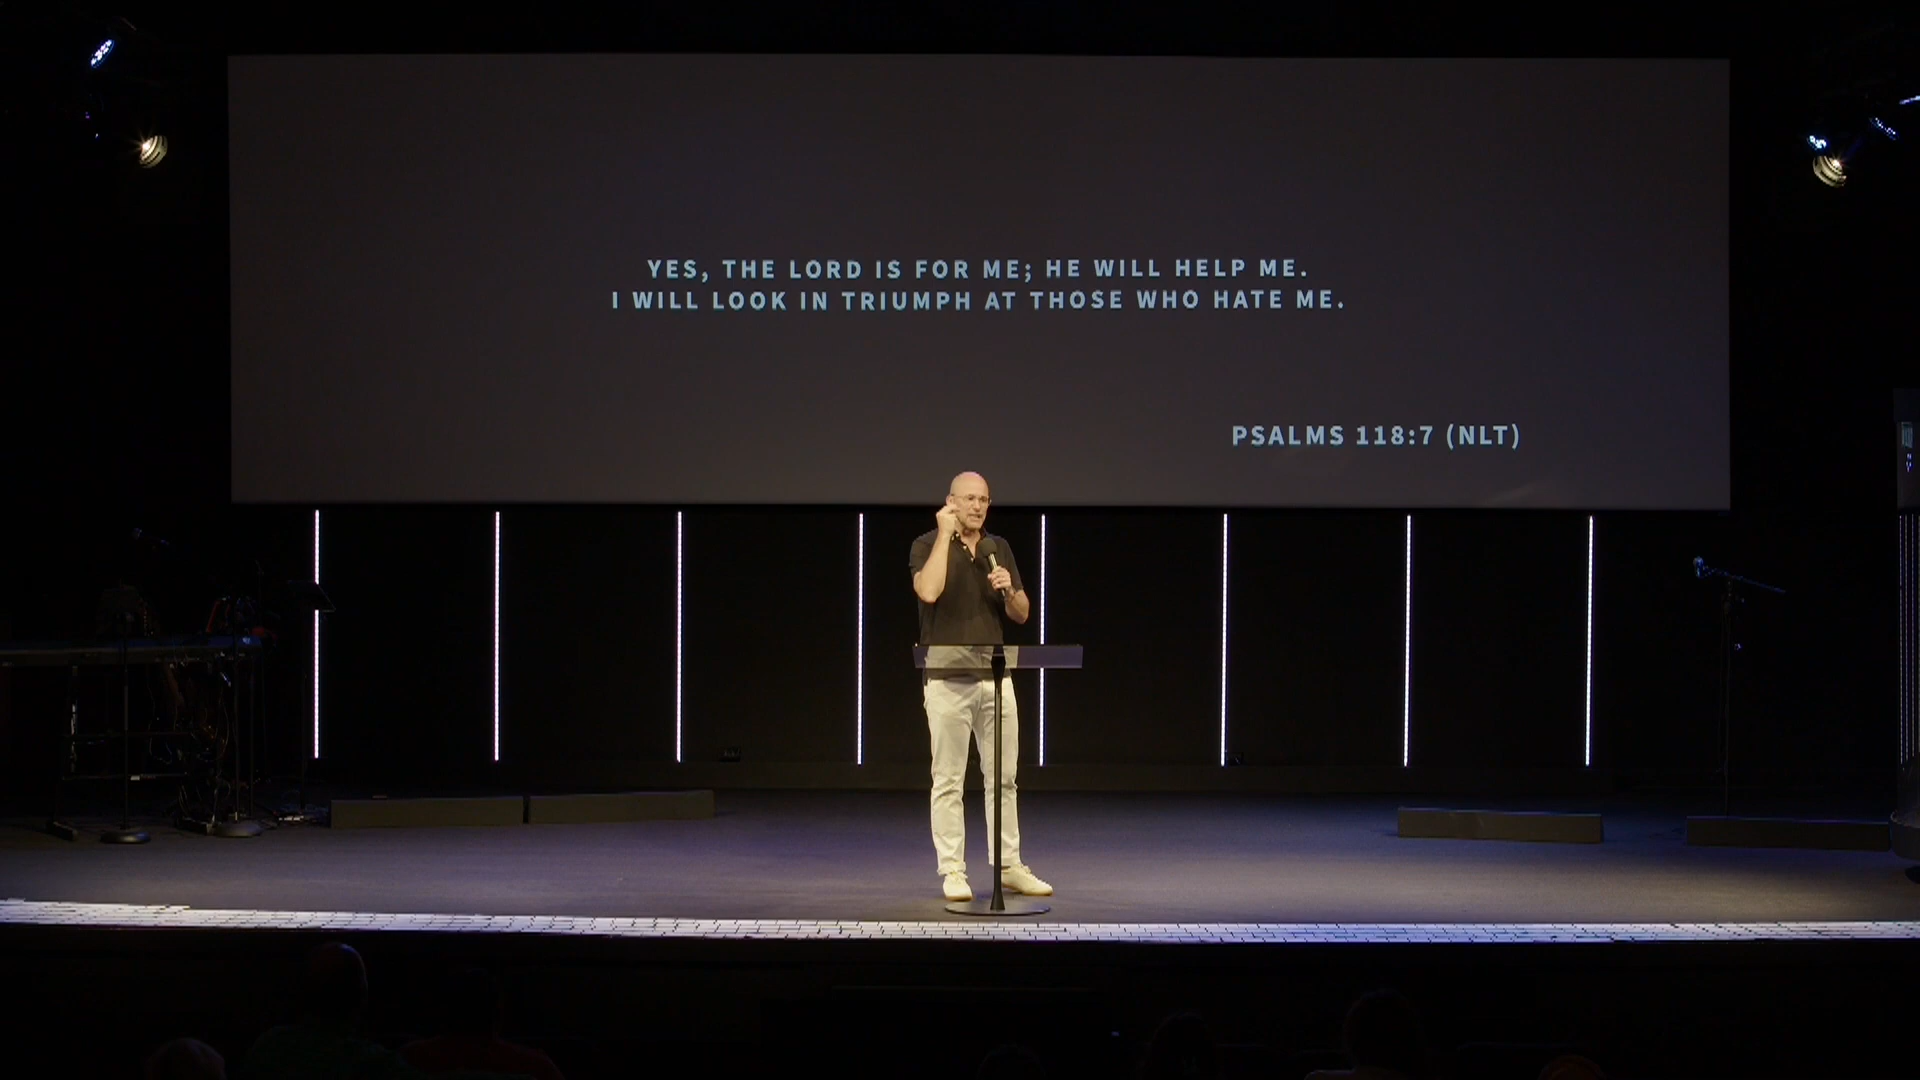 YES, THE LORD IS FOR ME; HE WILL HELP ME.
I WILL LOOK IN TRIUMPH AT THOSE WHO HATE ME.
PSALMS 118:7 (NLT)